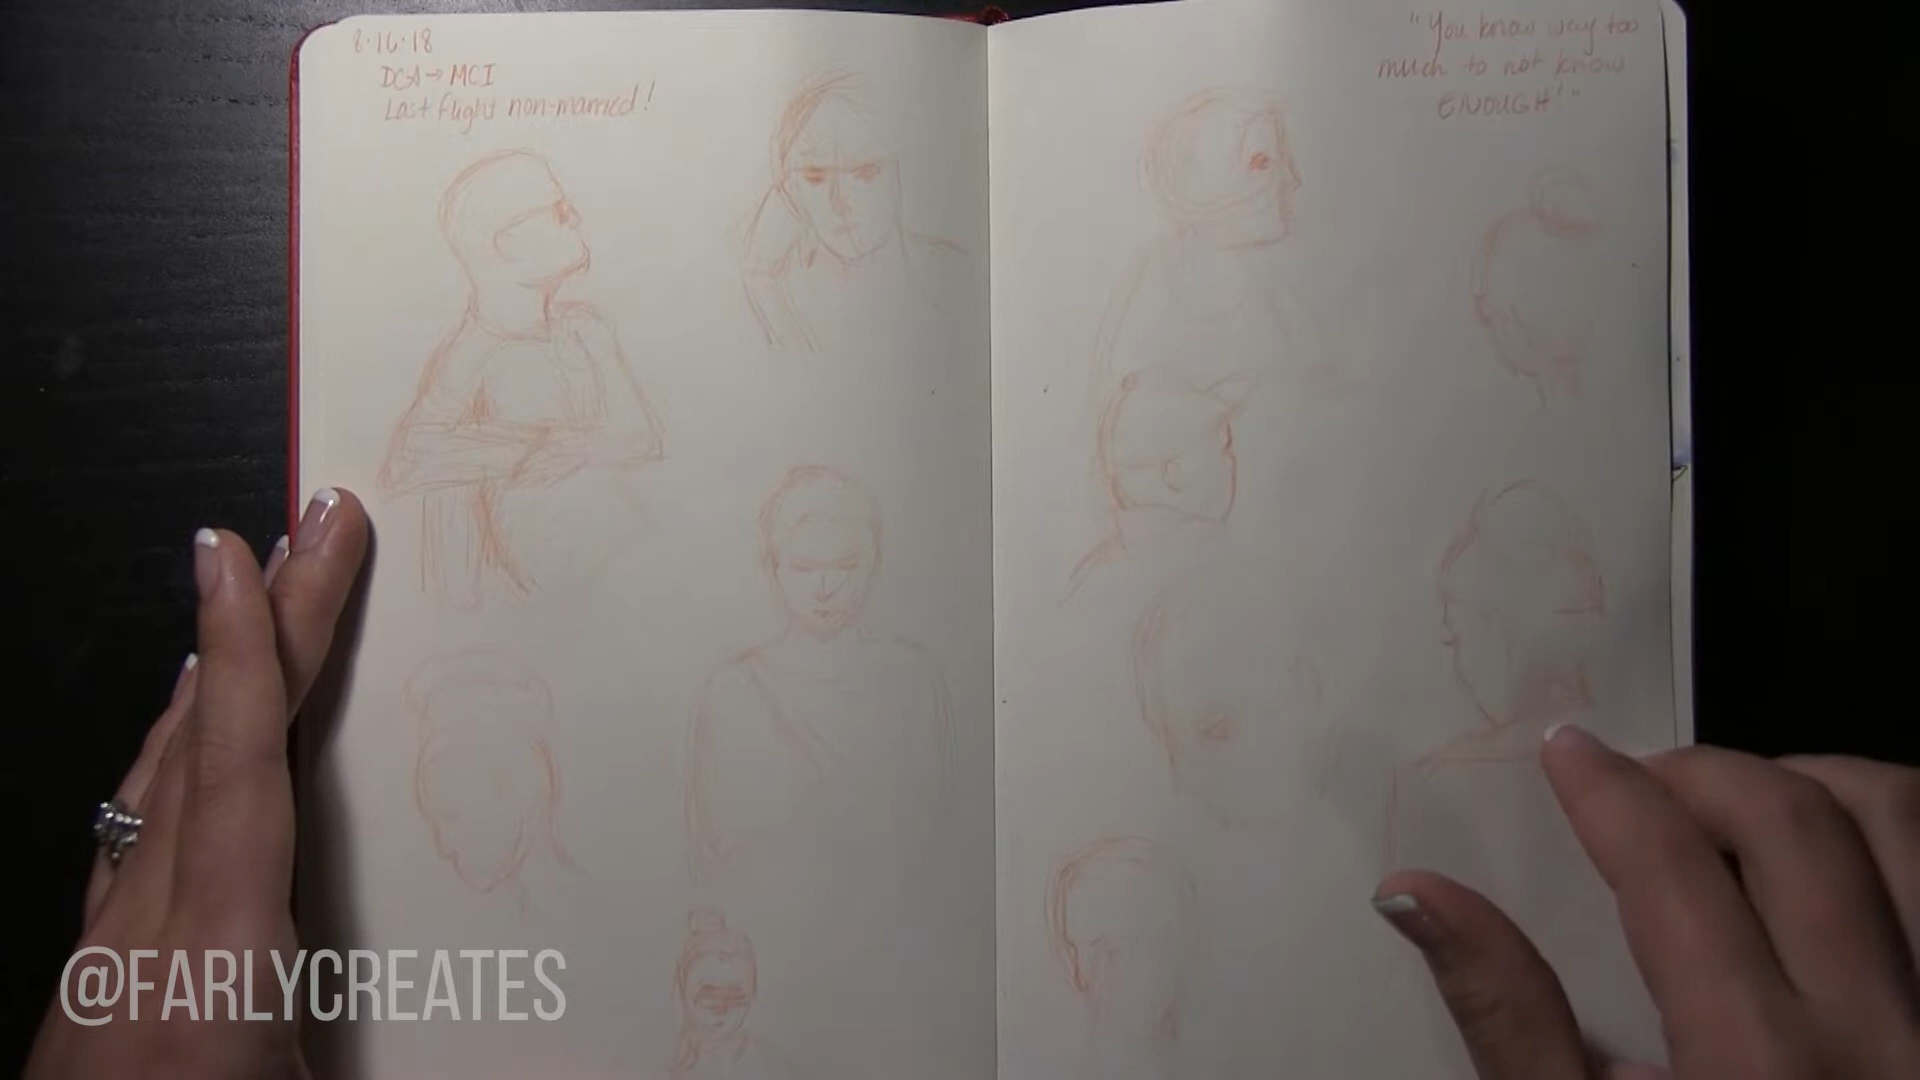 8.16.18
DCA → MCI
Last flight non-married!
"You know way too
much to not know
ENOUGH!"
@FARLYCREATES